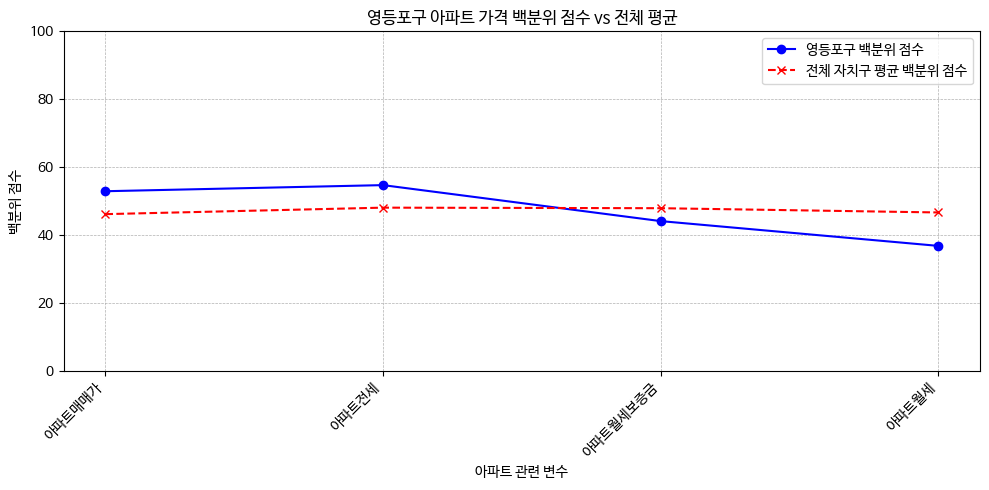 영등포구 아파트 가격 백분위 점수 vs 전체 평균
영등포구 백분위 점수
전체 자치구 평균 백분위 점수
백분위 점수
100
80
60
40
20
0
아파트매매가
아파트전세
아파트월세보증금
아파트월세
아파트 관련 변수